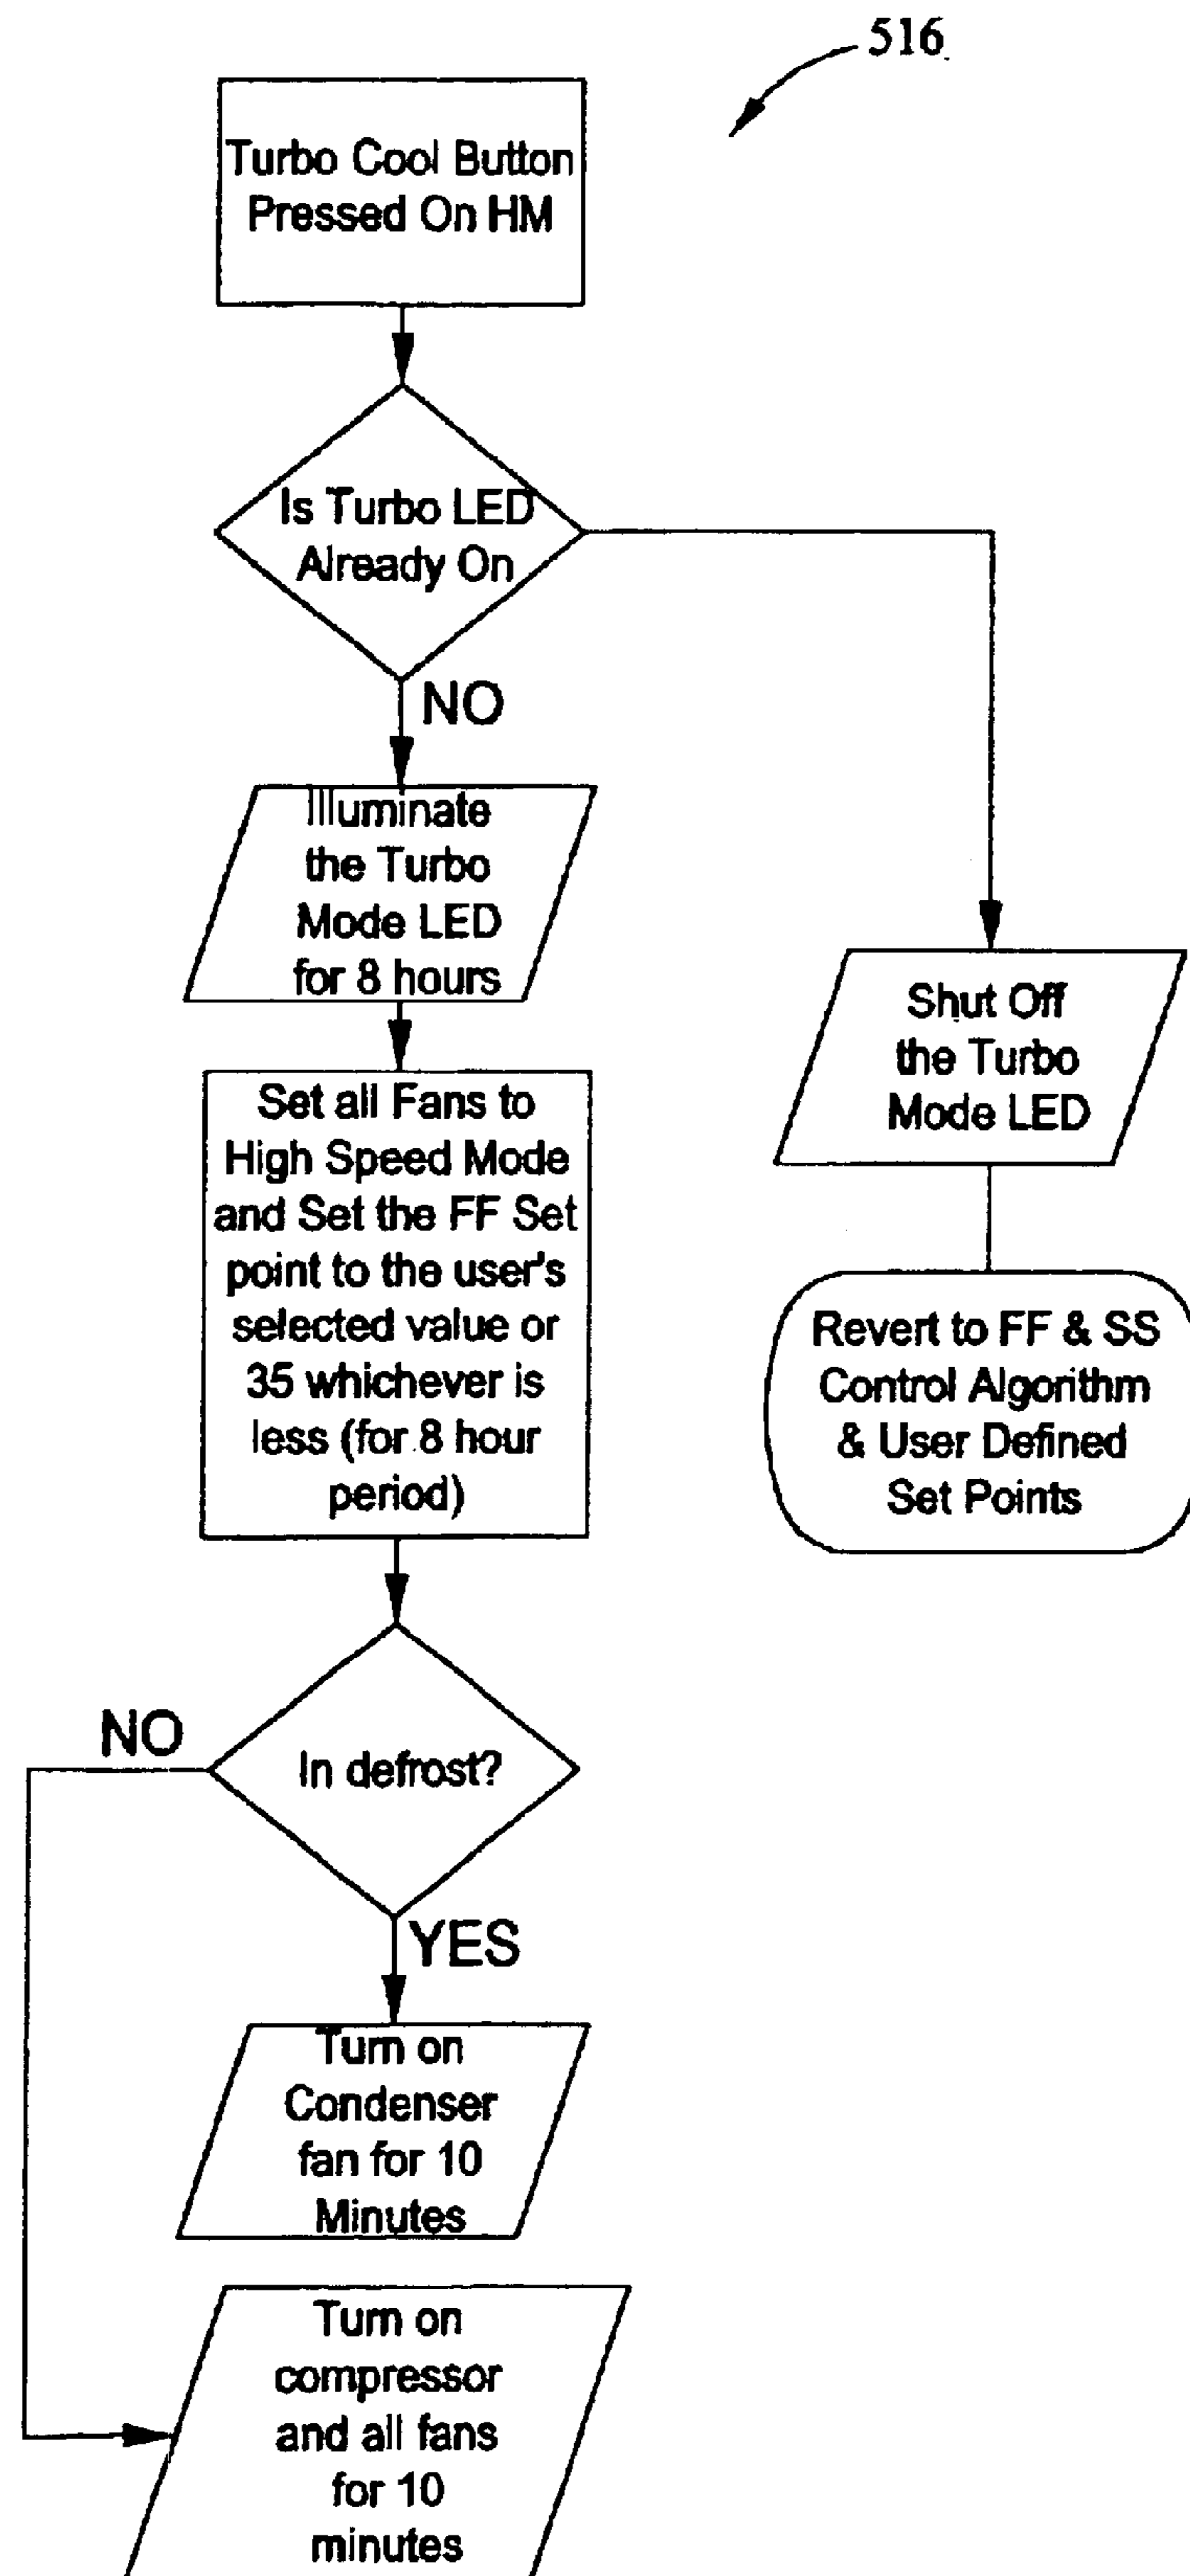 516
Turbo Cool Button
Pressed On HM
Is Turbo LED
Already On
NO
Illuminate
the Turbo
Mode LED
for 8 hours
Set all Fans to
High Speed Mode
and Set the FF Set
point to the user's
selected value or
35 whichever is
less (for 8 hour
period)
Shut Off
the Turbo
Mode LED
Revert to FF & SS
Control Algorithm
& User Defined
Set Points
In defrost?
NO
YES
Turn on
Condenser
fan for 10
Minutes
Turn on
compressor
and all fans
for 10
minutes